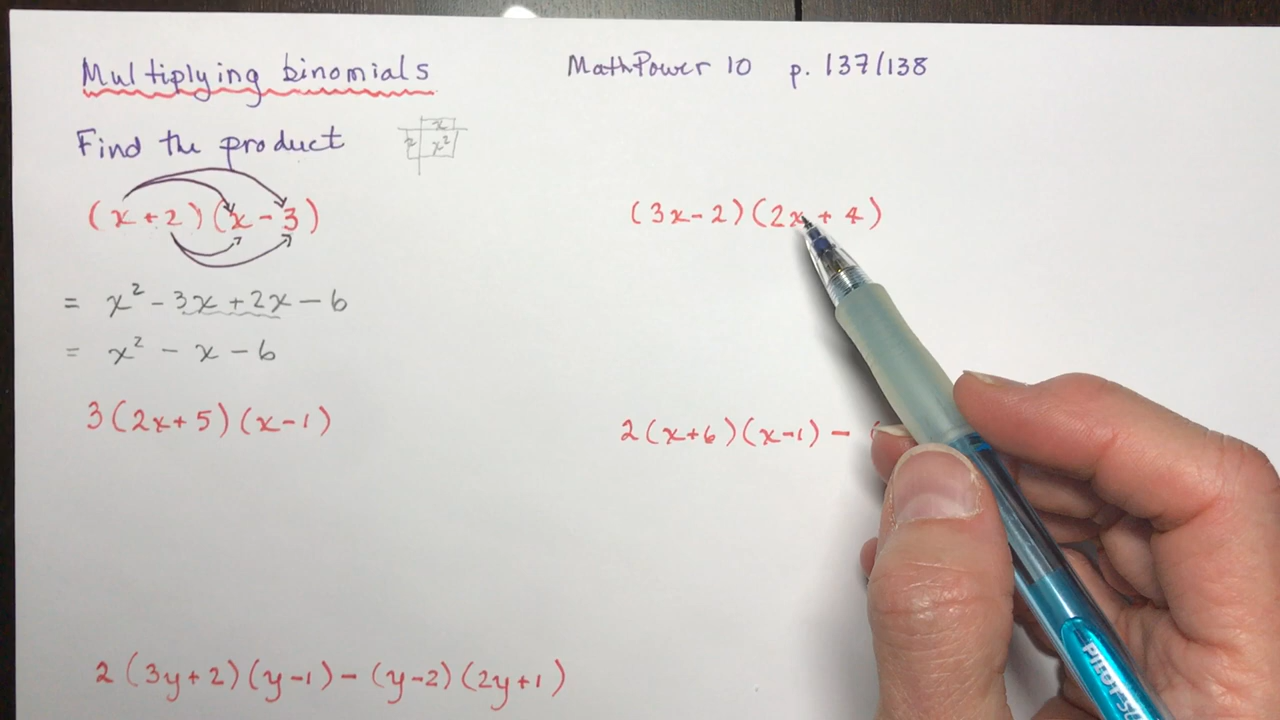 Multiplying binomials
MathPower 10 p. 137/138
Find the product
x
x x²
(x + 2)(x - 3)
= x² - 3x + 2x - 6
= x² - x - 6
(3x - 2)(2x + 4)
3(2x + 5)(x - 1)
2(x + 6)(x - 1) -
2(3y + 2)(y - 1) - (y - 2)(2y + 1)
PILOT